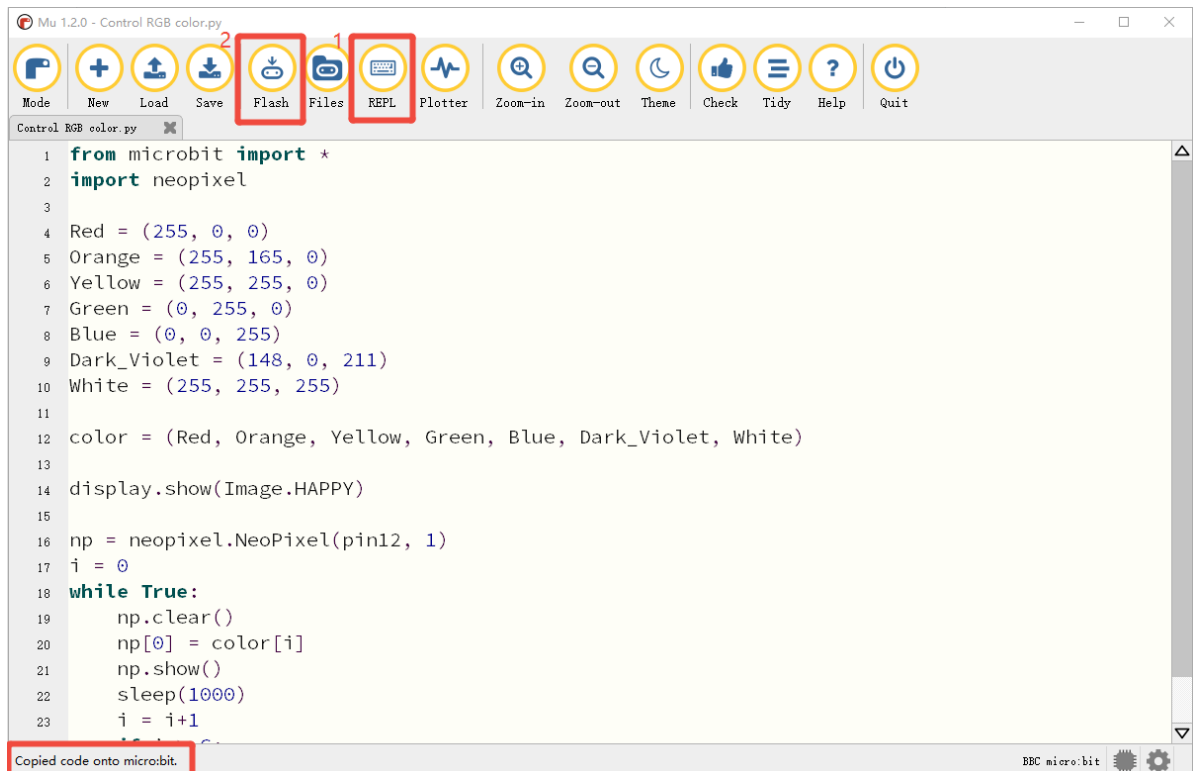 Mu 1.2.0 - Control RGB color.py
2 1
Mode New Load Save Flash Files REPL Plotter Zoom-in Zoom-out Theme Check Tidy Help Quit
Control RGB color.py
1 from microbit import *
2 import neopixel
3
4 Red = (255, 0, 0)
5 Orange = (255, 165, 0)
6 Yellow = (255, 255, 0)
7 Green = (0, 255, 0)
8 Blue = (0, 0, 255)
9 Dark_Violet = (148, 0, 211)
10 White = (255, 255, 255)
11
12 color = (Red, Orange, Yellow, Green, Blue, Dark_Violet, White)
13
14 display.show(Image.HAPPY)
15
16 np = neopixel.NeoPixel(pin12, 1)
17 i = 0
18 while True:
19     np.clear()
20     np[0] = color[i]
21     np.show()
22     sleep(1000)
23     i = i+1
Copied code onto micro:bit. BBC micro:bit